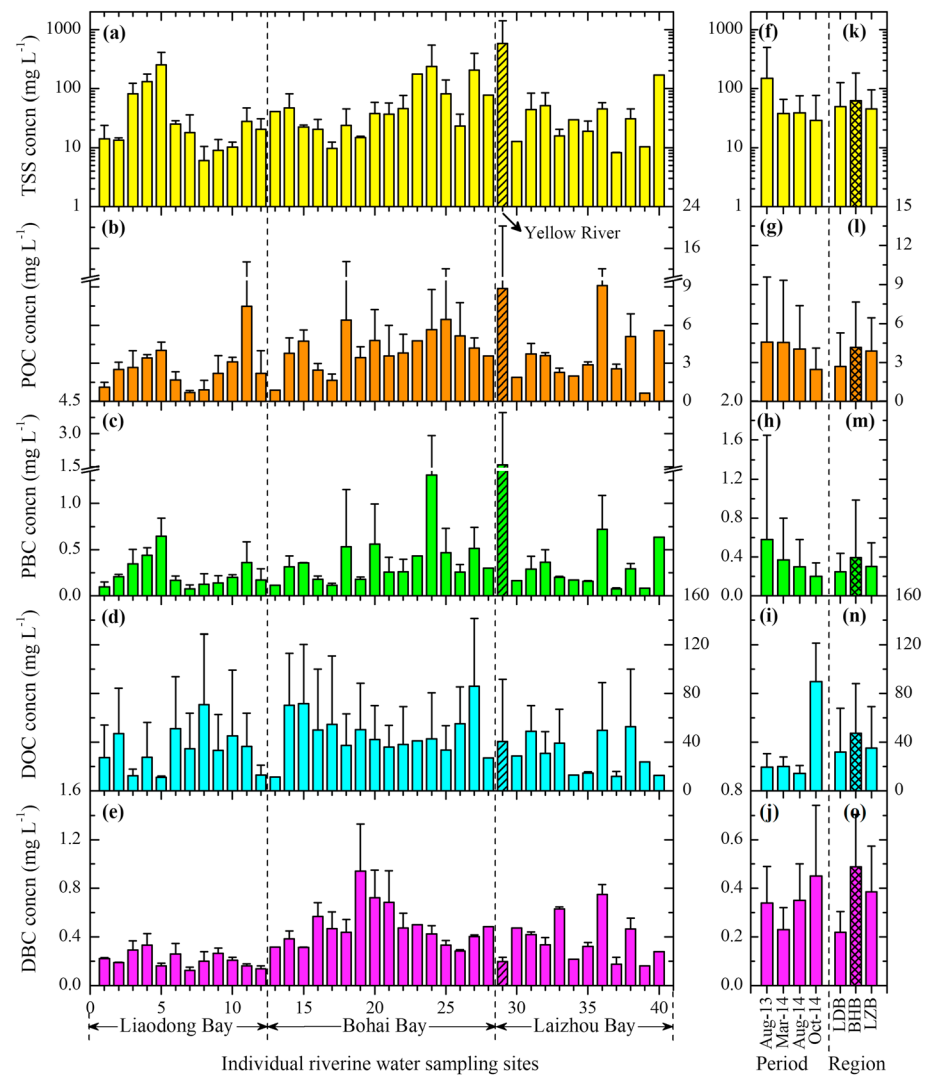 (a)
(f)
(k)
TSS concn (mg L⁻¹)
1000
100
10
1
1000
100
10
1
24
15
(b)
(g)
(l)
Yellow River
POC concn (mg L⁻¹)
16
9
6
3
0
12
9
6
3
0
4.5
2.0
(c)
(h)
(m)
PBC concn (mg L⁻¹)
3.0
1.5
1.0
0.5
0.0
1.6
1.2
0.8
0.4
0.0
160
160
(d)
(i)
(n)
DOC concn (mg L⁻¹)
120
80
40
0
120
80
40
0
1.6
0.8
(e)
(j)
(o)
DBC concn (mg L⁻¹)
1.2
0.8
0.4
0.0
0.6
0.4
0.2
0.0
0 10 20 30 40
Aug-13
Mar-14
Aug-14
Oct-14
LDB
BHB
LZB
Liaodong Bay Bohai Bay Laizhou Bay
Individual riverine water sampling sites
Period Region